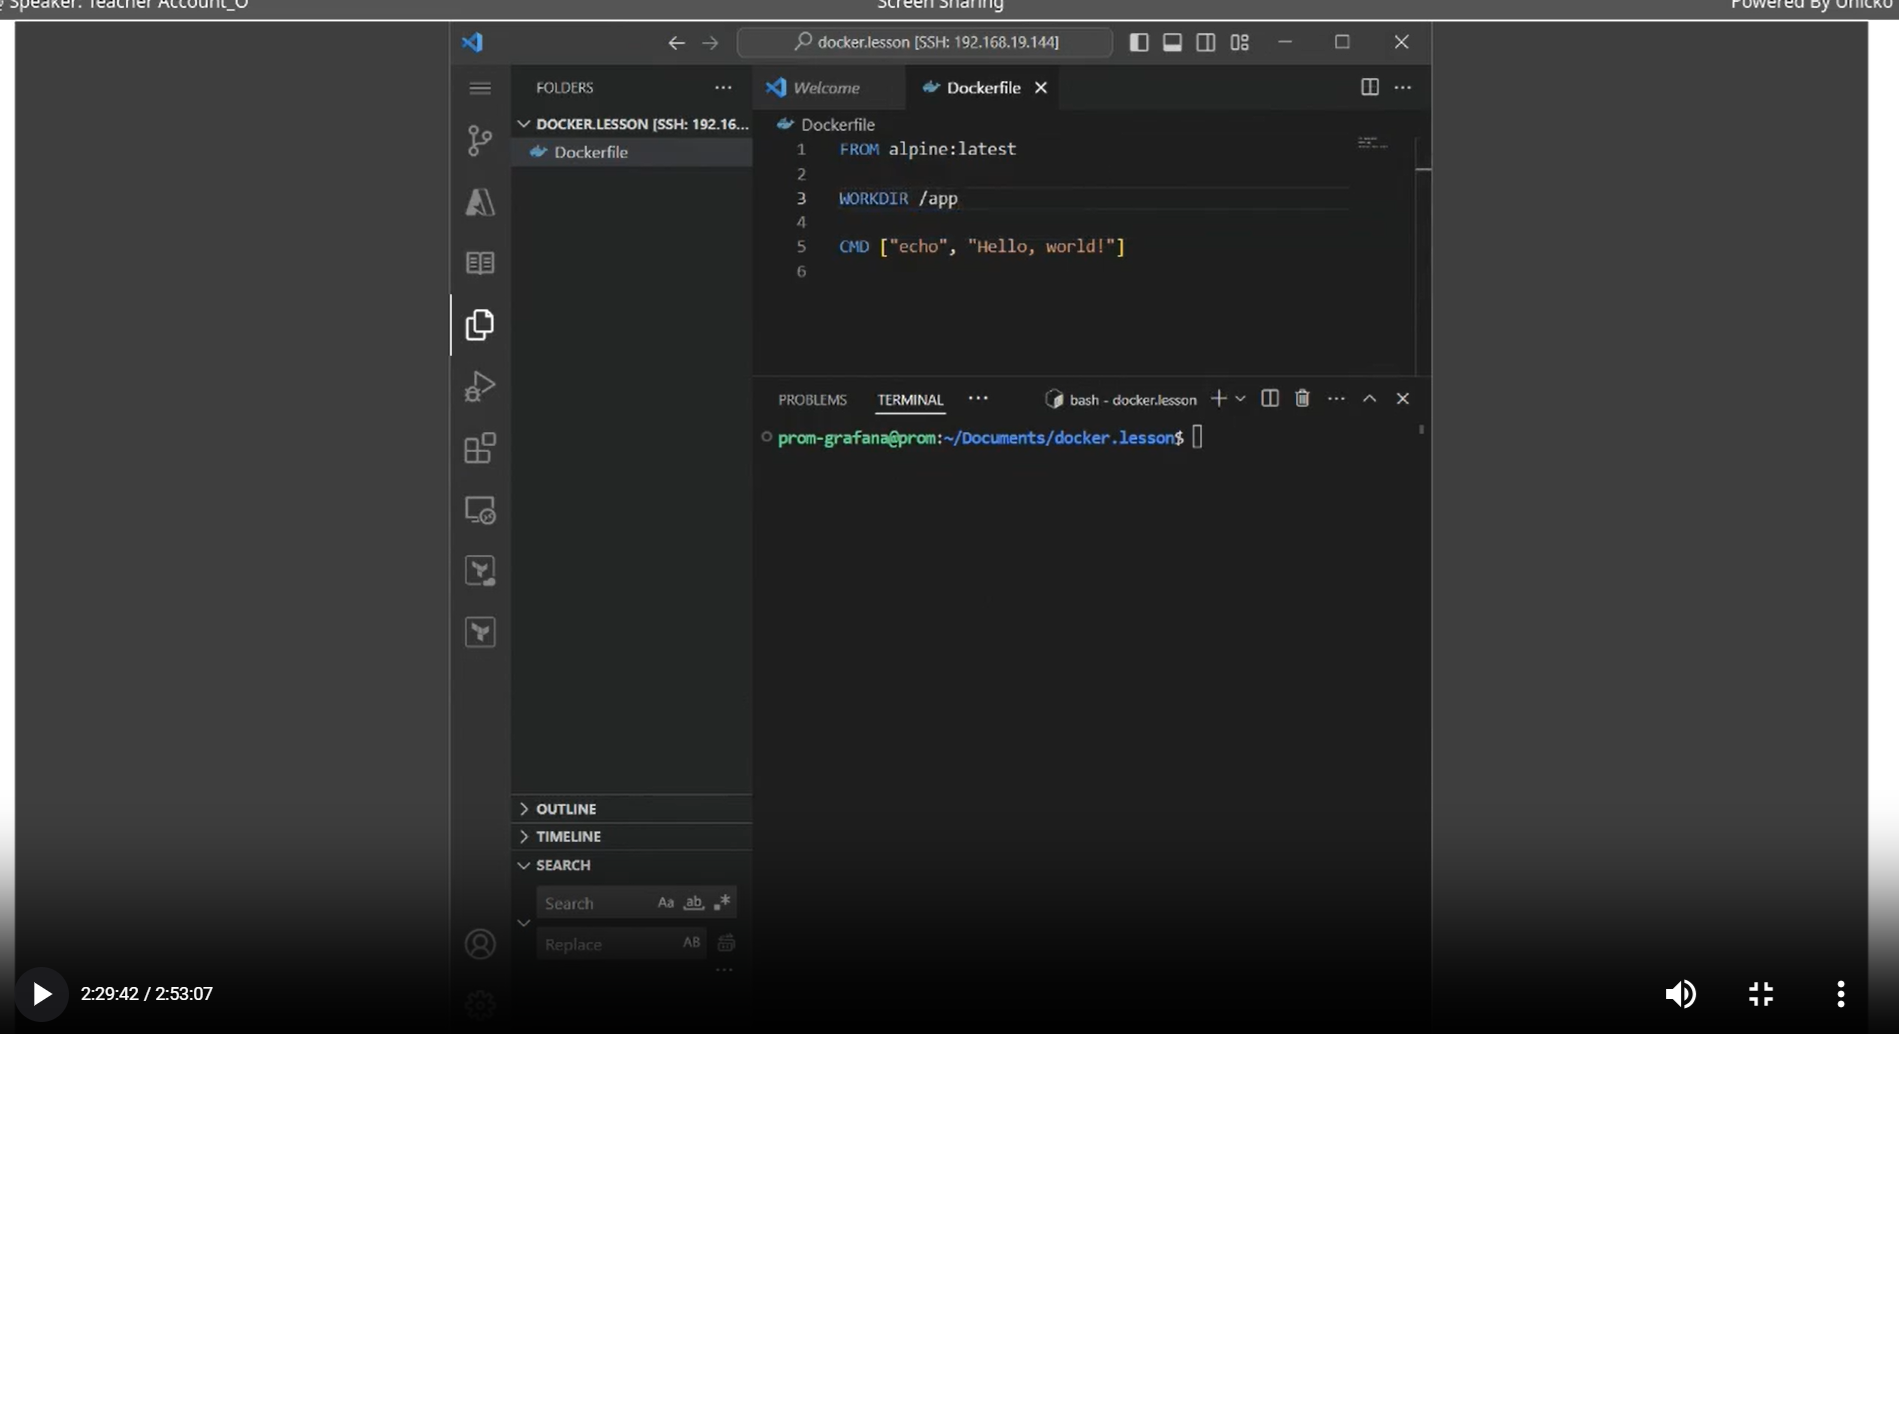 Speaker: Teacher Account_O
Screen Sharing
Powered By Onicko
docker.lesson [SSH: 192.168.19.144]
FOLDERS
DOCKER.LESSON [SSH: 192.16...
Dockerfile
Welcome
Dockerfile
Dockerfile
1 FROM alpine:latest
2
3 WORKDIR /app
4
5 CMD ["echo", "Hello, world!"]
6
PROBLEMS TERMINAL ... bash - docker.lesson
prom-grafana@prom:~/Documents/docker.lesson$
OUTLINE
TIMELINE
SEARCH
Search Aa ab .*
Replace AB
2:29:42 / 2:53:07